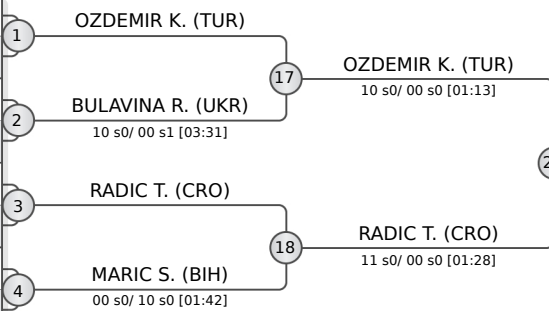 OZDEMIR K. (TUR)
1
OZDEMIR K. (TUR)
17
10 s0/ 00 s0 [01:13]
BULAVINA R. (UKR)
2
10 s0/ 00 s1 [03:31]
RADIC T. (CRO)
3
RADIC T. (CRO)
18
11 s0/ 00 s0 [01:28]
MARIC S. (BIH)
4
00 s0/ 10 s0 [01:42]